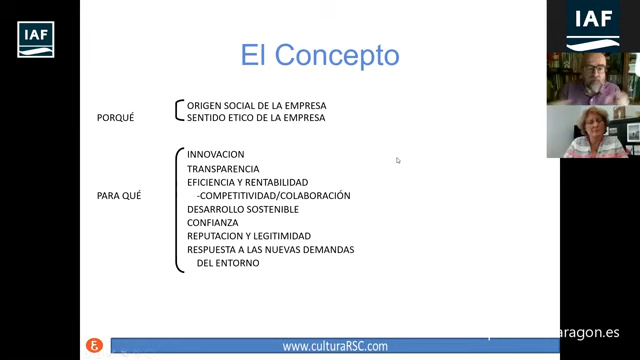 IAF
IAF
El Concepto
PORQUÉ
ORIGEN SOCIAL DE LA EMPRESA
SENTIDO ETICO DE LA EMPRESA
PARA QUÉ
INNOVACION
TRANSPARENCIA
EFICIENCIA Y RENTABILIDAD
-COMPETITIVIDAD/COLABORACIÓN
DESARROLLO SOSTENIBLE
CONFIANZA
REPUTACION Y LEGITIMIDAD
RESPUESTA A LAS NUEVAS DEMANDAS
DEL ENTORNO
www.culturaRSC.com
aragon.es